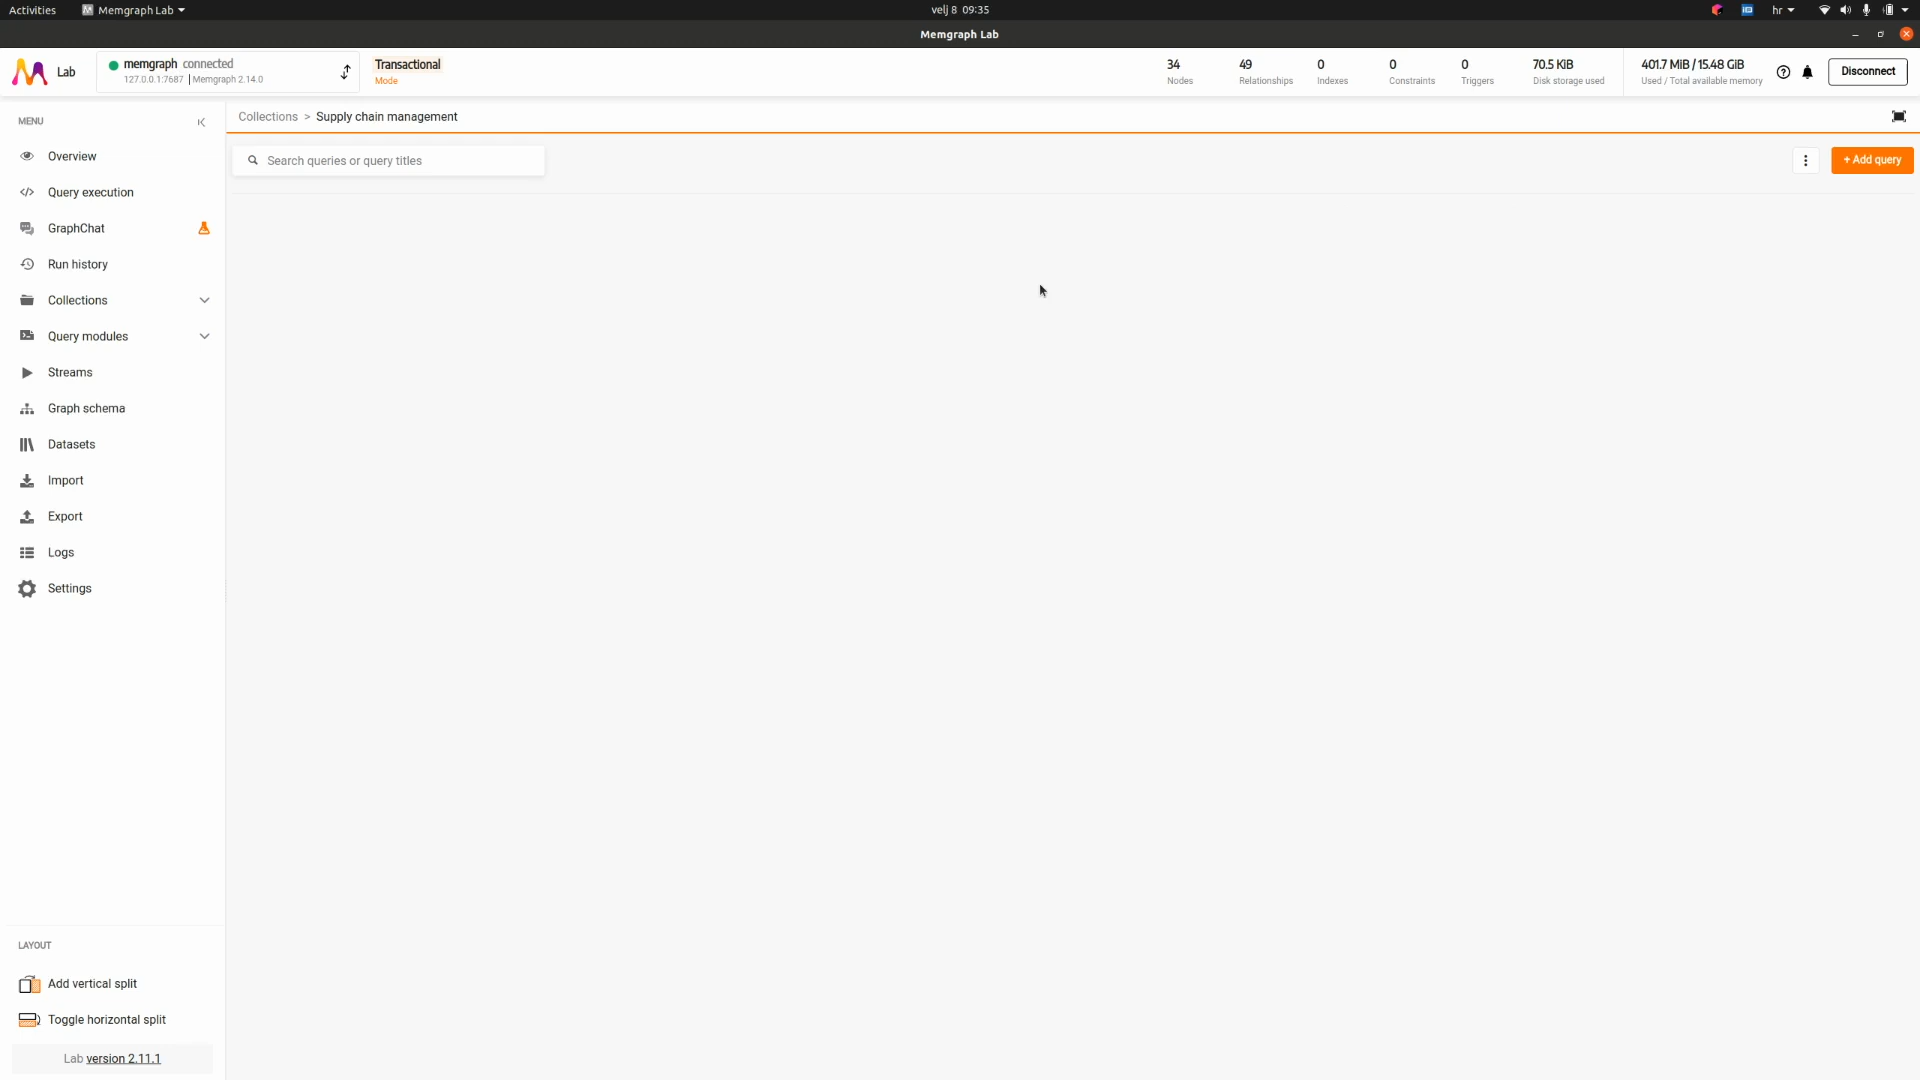 Activities
Memgraph Lab
velj 8 09:35
hr
Memgraph Lab
Lab
memgraph connected
127.0.0.1:7687 | Memgraph 2.14.0
Transactional
Mode
34
Nodes
49
Relationships
0
Indexes
0
Constraints
0
Triggers
70.5 KiB
Disk storage used
401.7 MiB / 15.48 GiB
Used / Total available memory
Disconnect
MENU
Collections > Supply chain management
Overview
Search queries or query titles
+ Add query
Query execution
GraphChat
Run history
Collections
Query modules
Streams
Graph schema
Datasets
Import
Export
Logs
Settings
LAYOUT
Add vertical split
Toggle horizontal split
Lab version 2.11.1